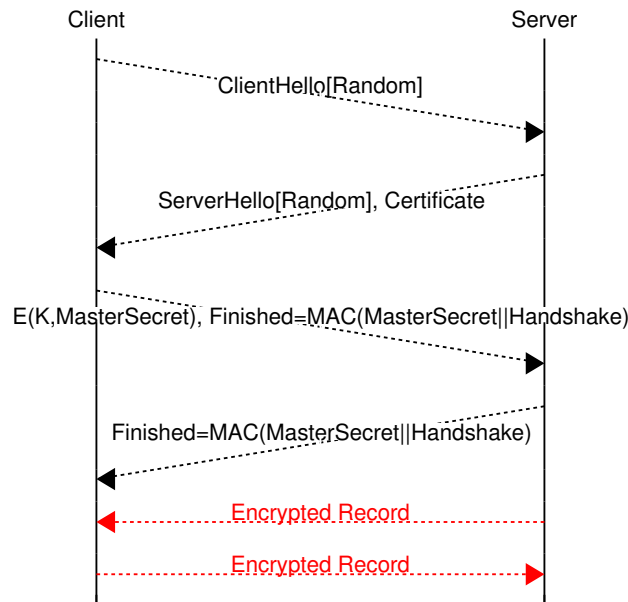 Client
Server
ClientHello[Random]
ServerHello[Random], Certificate
E(K,MasterSecret), Finished=MAC(MasterSecret||Handshake)
Finished=MAC(MasterSecret||Handshake)
Encrypted Record
Encrypted Record